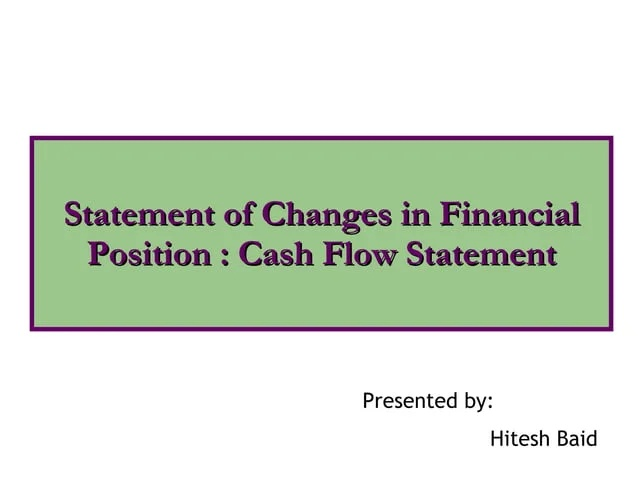 Statement of Changes in Financial
Position : Cash Flow Statement
Presented by:
Hitesh Baid